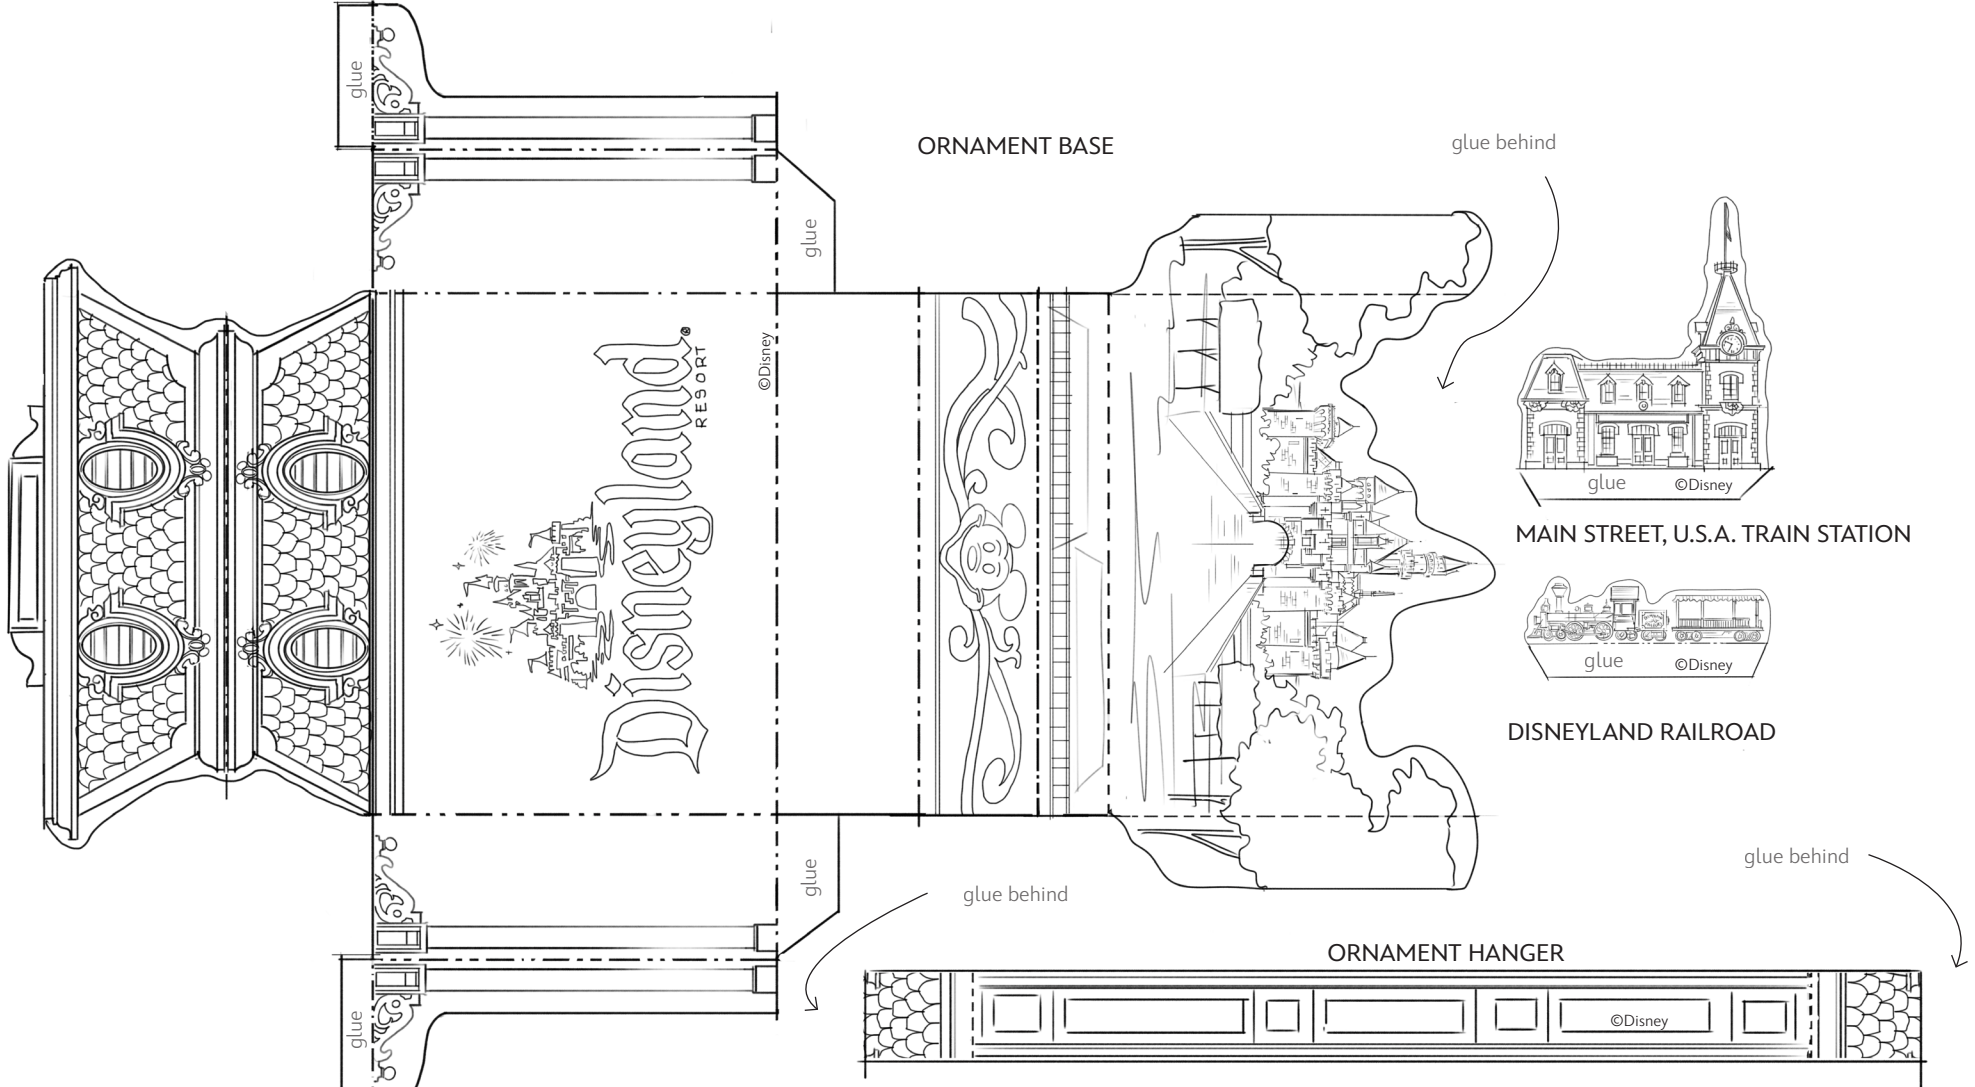 glue
ORNAMENT BASE
glue behind
glue
©Disney
Disneyland®
RESORT
glue
©Disney
MAIN STREET, U.S.A. TRAIN STATION
glue
©Disney
DISNEYLAND RAILROAD
glue
glue behind
glue behind
ORNAMENT HANGER
glue
©Disney